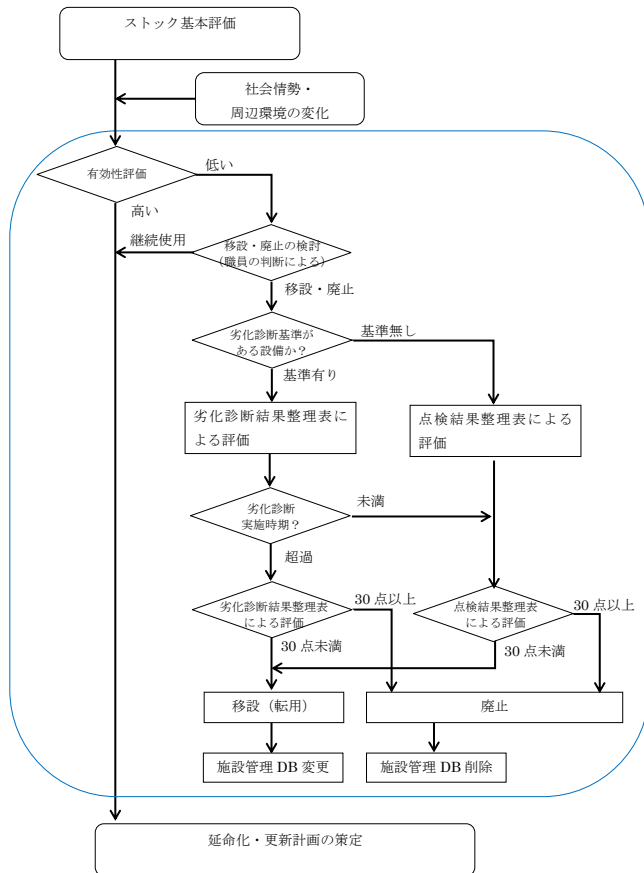 ストック基本評価
社会情勢・
周辺環境の変化
有効性評価
低い
高い
継続使用
移設・廃止の検討
（職員の判断による）
移設・廃止
劣化診断基準が
ある設備か？
基準無し
基準有り
劣化診断結果整理表に
よる評価
点検結果整理表による
評価
劣化診断
実施時期？
未満
超過
劣化診断結果整理表
による評価
30 点以上
点検結果整理表
による評価
30 点以上
30 点未満
30 点未満
移設（転用）
廃止
施設管理 DB 変更
施設管理 DB 削除
延命化・更新計画の策定